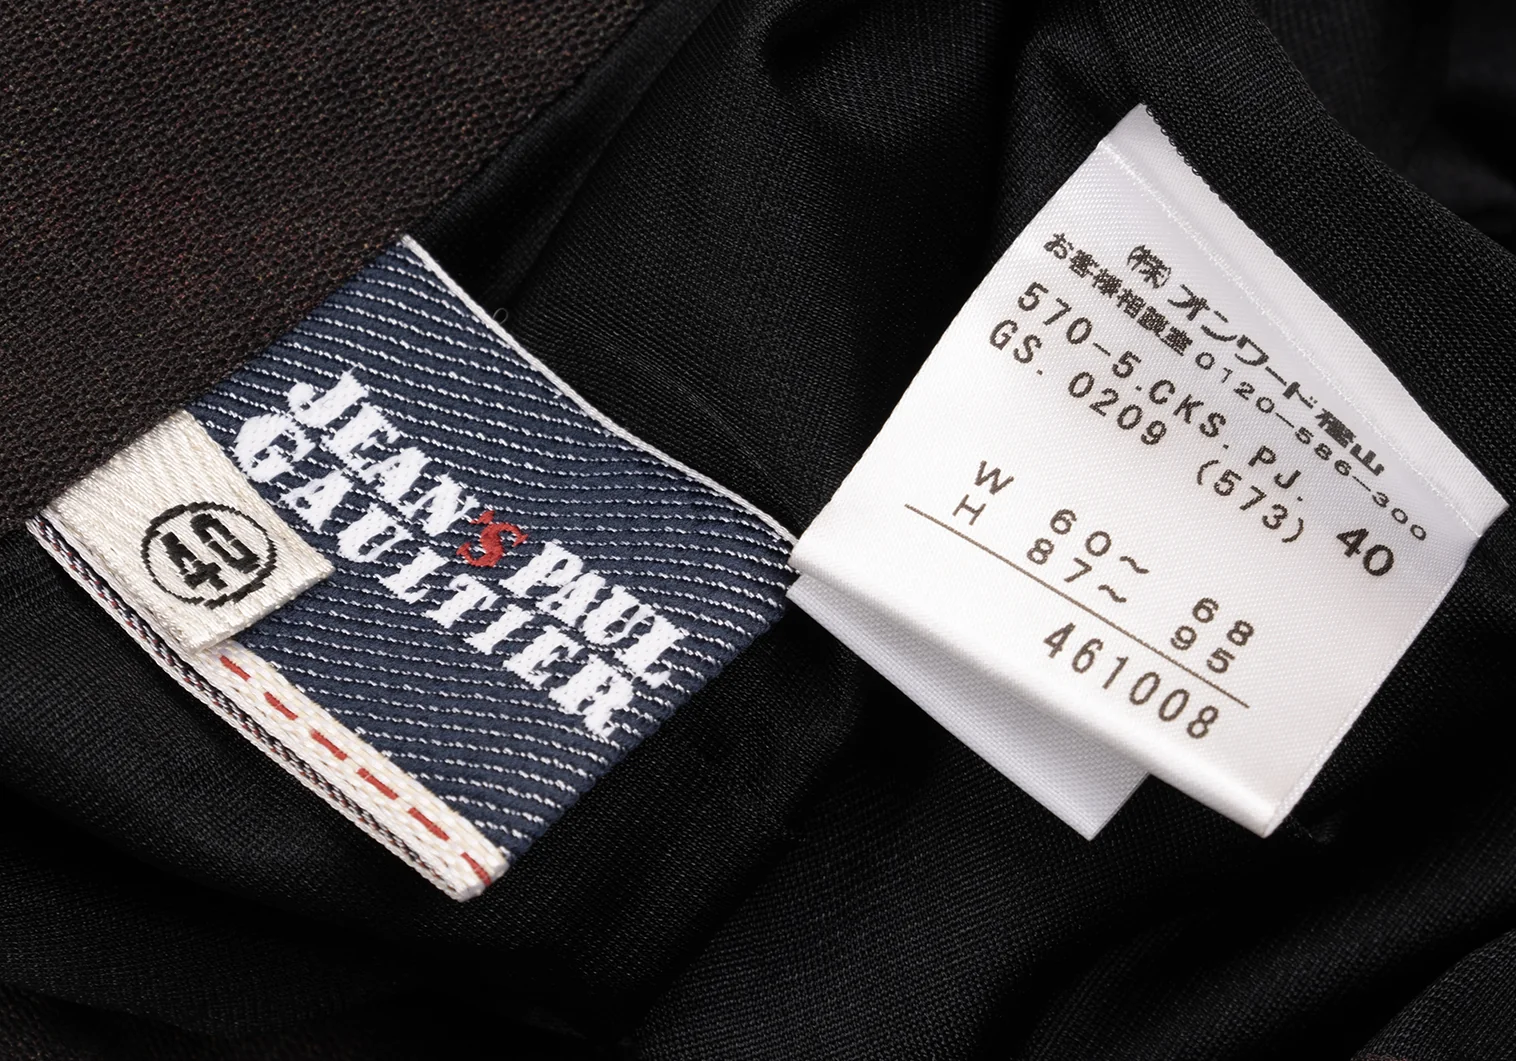 JEAN'S PAUL
GAULTIER
40
㈱オンワード樫山
お客様相談室 0120-586-300
570-5.CKS. PJ. 40
GS. 0209 (573)
W 60~ 68
H 87~ 95
461008